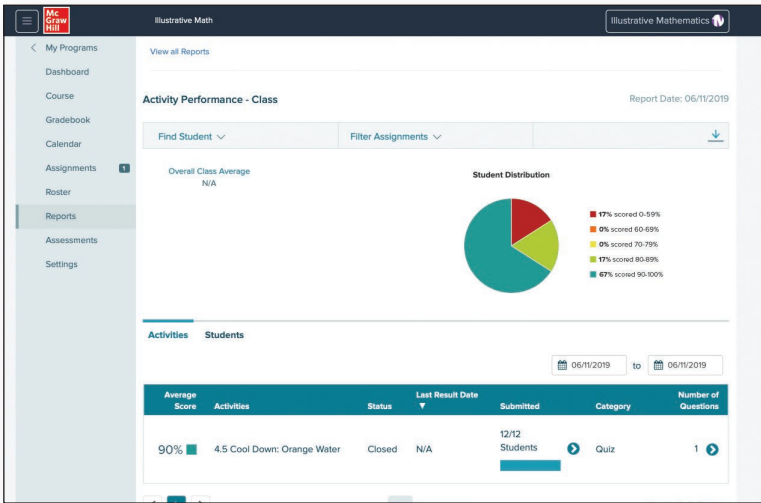 Mc
Graw
Hill
Illustrative Math
Illustrative Mathematics
My Programs
Dashboard
Course
Gradebook
Calendar
Assignments 1
Roster
Reports
Assessments
Settings
View all Reports
Activity Performance - Class
Report Date: 06/11/2019
Find Student
Filter Assignments
Overall Class Average
N/A
Student Distribution
17% scored 0-59%
0% scored 60-69%
0% scored 70-79%
17% scored 80-89%
67% scored 90-100%
Activities Students
06/11/2019 to 06/11/2019
Average Score Activities Status Last Result Date ▼ Submitted Category Number of Questions
90% 4.5 Cool Down: Orange Water Closed N/A 12/12 Students Quiz 1